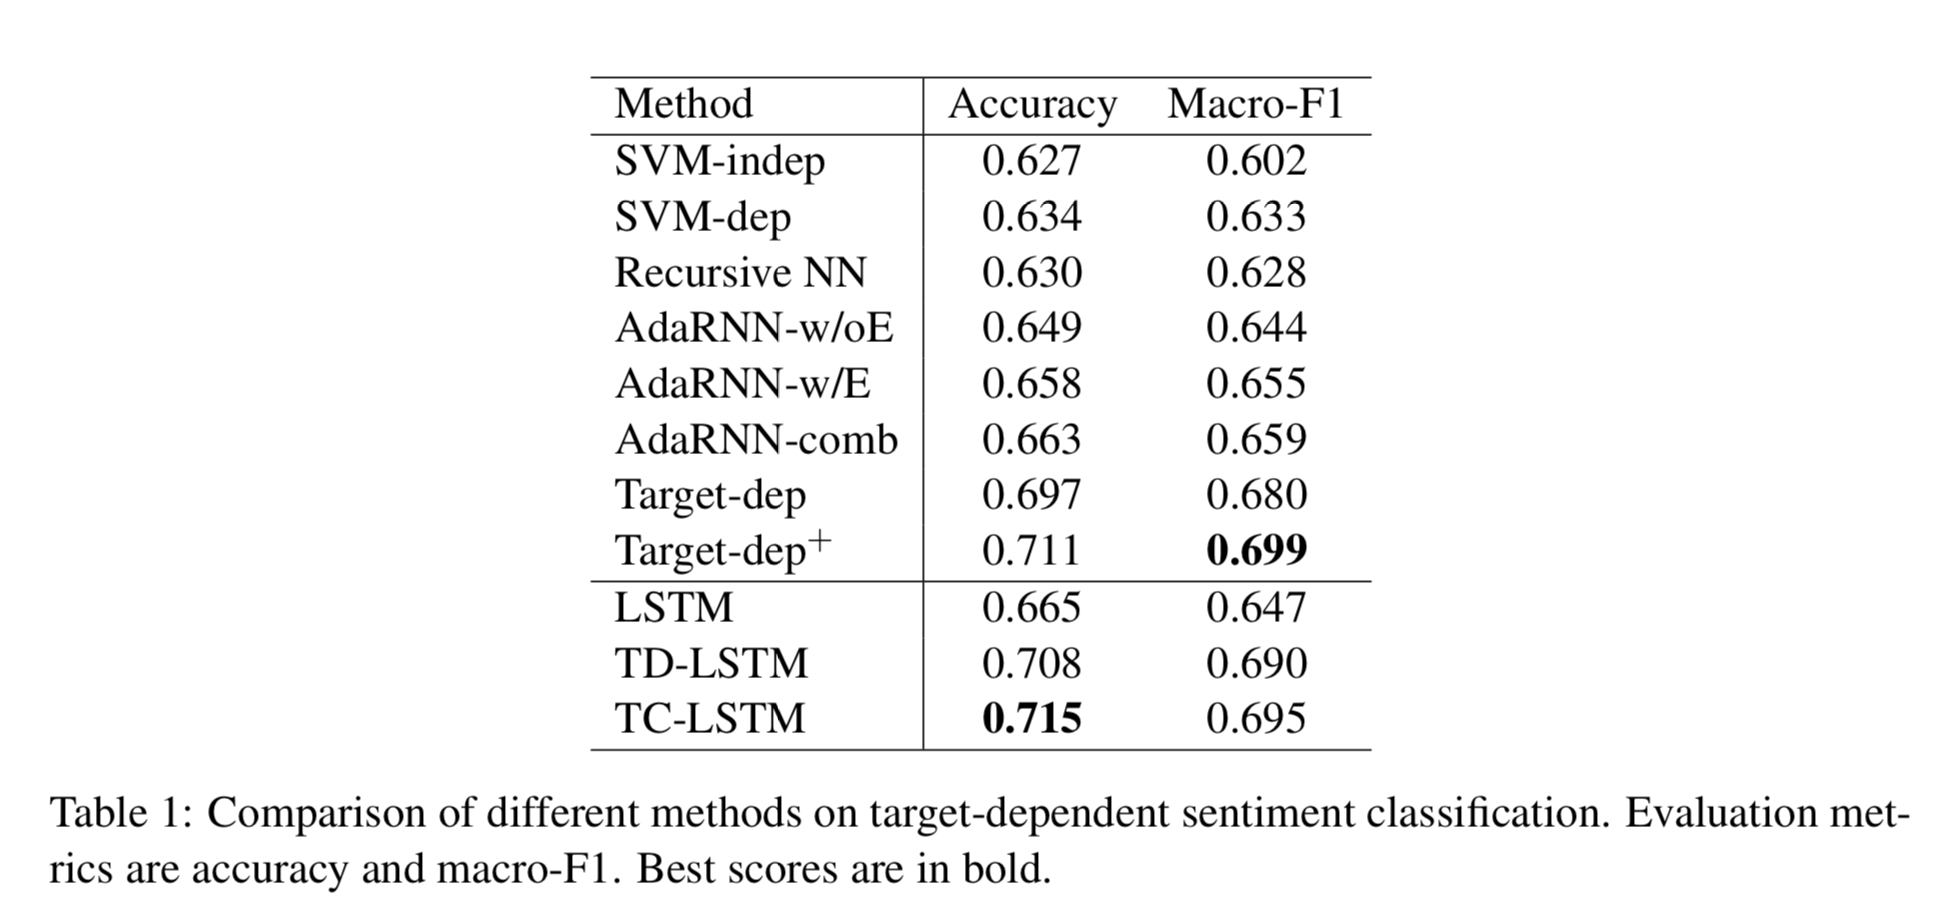 Method Accuracy Macro-F1
SVM-indep 0.627 0.602
SVM-dep 0.634 0.633
Recursive NN 0.630 0.628
AdaRNN-w/oE 0.649 0.644
AdaRNN-w/E 0.658 0.655
AdaRNN-comb 0.663 0.659
Target-dep 0.697 0.680
Target-dep+ 0.711 0.699
LSTM 0.665 0.647
TD-LSTM 0.708 0.690
TC-LSTM 0.715 0.695
Table 1: Comparison of different methods on target-dependent sentiment classification. Evaluation met-
rics are accuracy and macro-F1. Best scores are in bold.